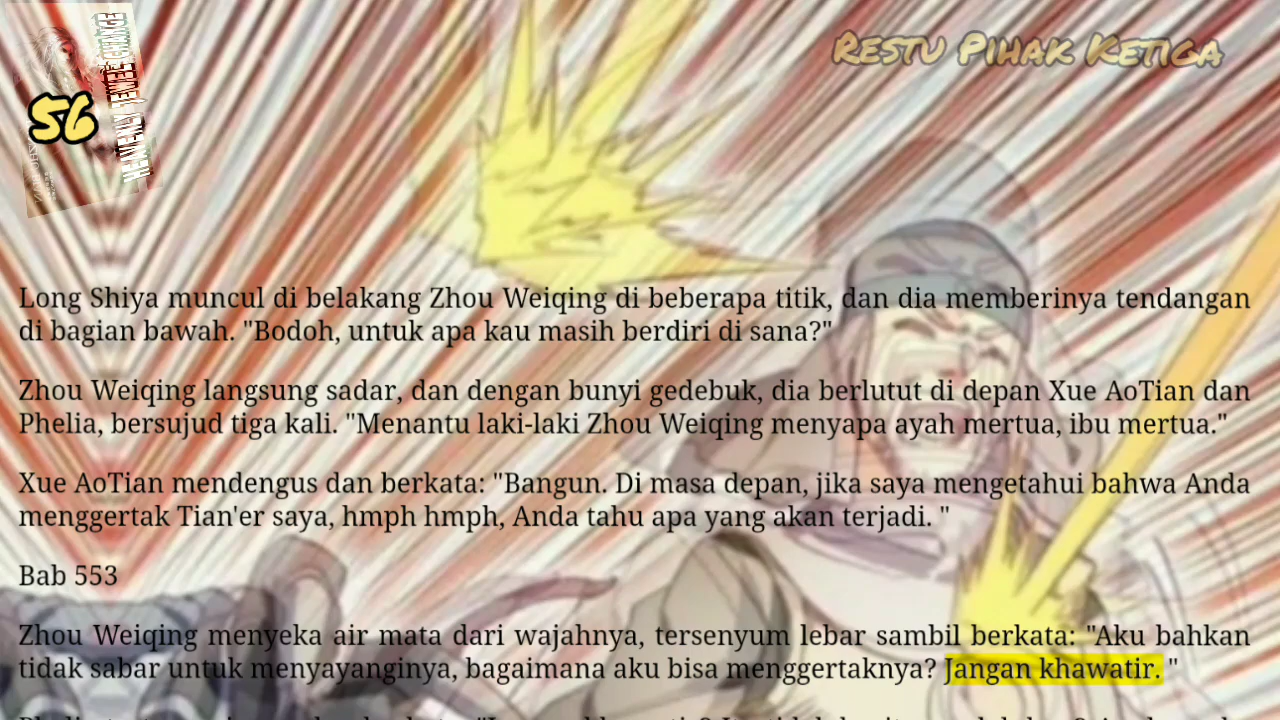 Restu Pihak Ketiga
56
HEAVENLY JEWEL CHANGE
Long Shiya muncul di belakang Zhou Weiqing di beberapa titik, dan dia memberinya tendangan
di bagian bawah. "Bodoh, untuk apa kau masih berdiri di sana?"
Zhou Weiqing langsung sadar, dan dengan bunyi gedebuk, dia berlutut di depan Xue AoTian dan
Phelia, bersujud tiga kali. "Menantu laki-laki Zhou Weiqing menyapa ayah mertua, ibu mertua."
Xue AoTian mendengus dan berkata: "Bangun. Di masa depan, jika saya mengetahui bahwa Anda
menggertak Tian'er saya, hmph hmph, Anda tahu apa yang akan terjadi. "
Bab 553
Zhou Weiqing menyeka air mata dari wajahnya, tersenyum lebar sambil berkata: "Aku bahkan
tidak sabar untuk menyayanginya, bagaimana aku bisa menggertaknya? Jangan khawatir. "